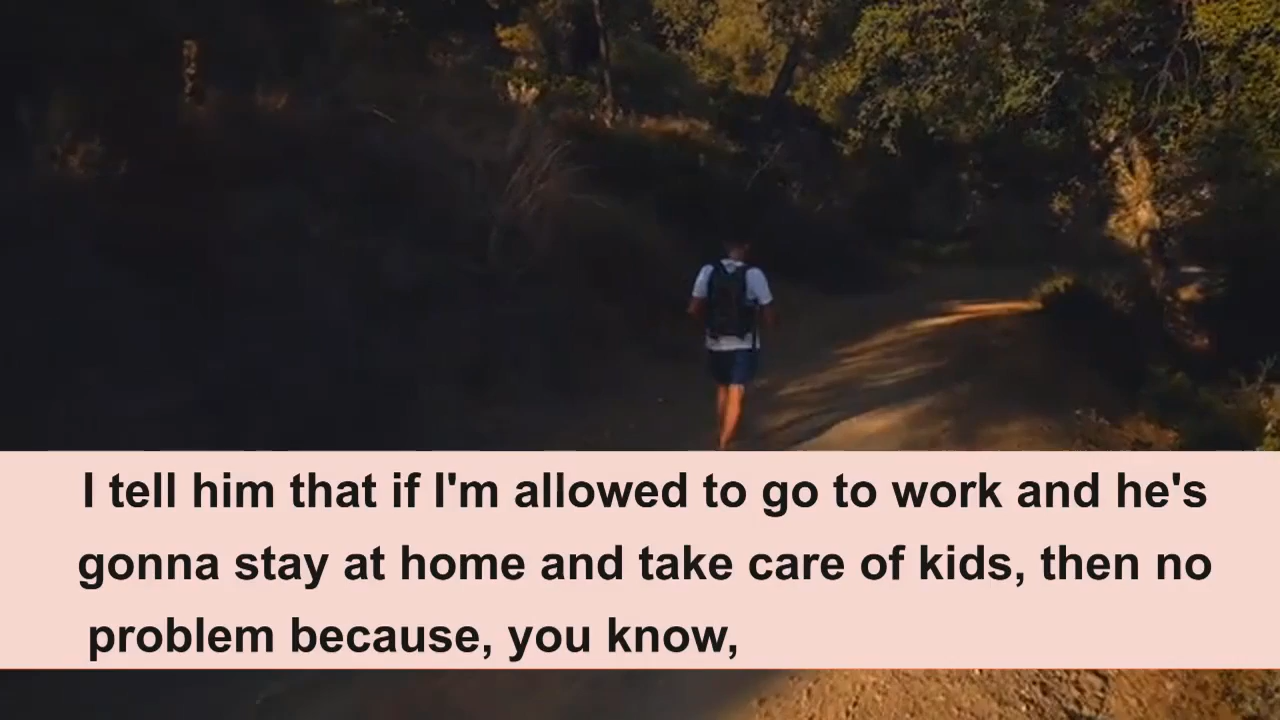 I tell him that if I'm allowed to go to work and he's
gonna stay at home and take care of kids, then no
problem because, you know,